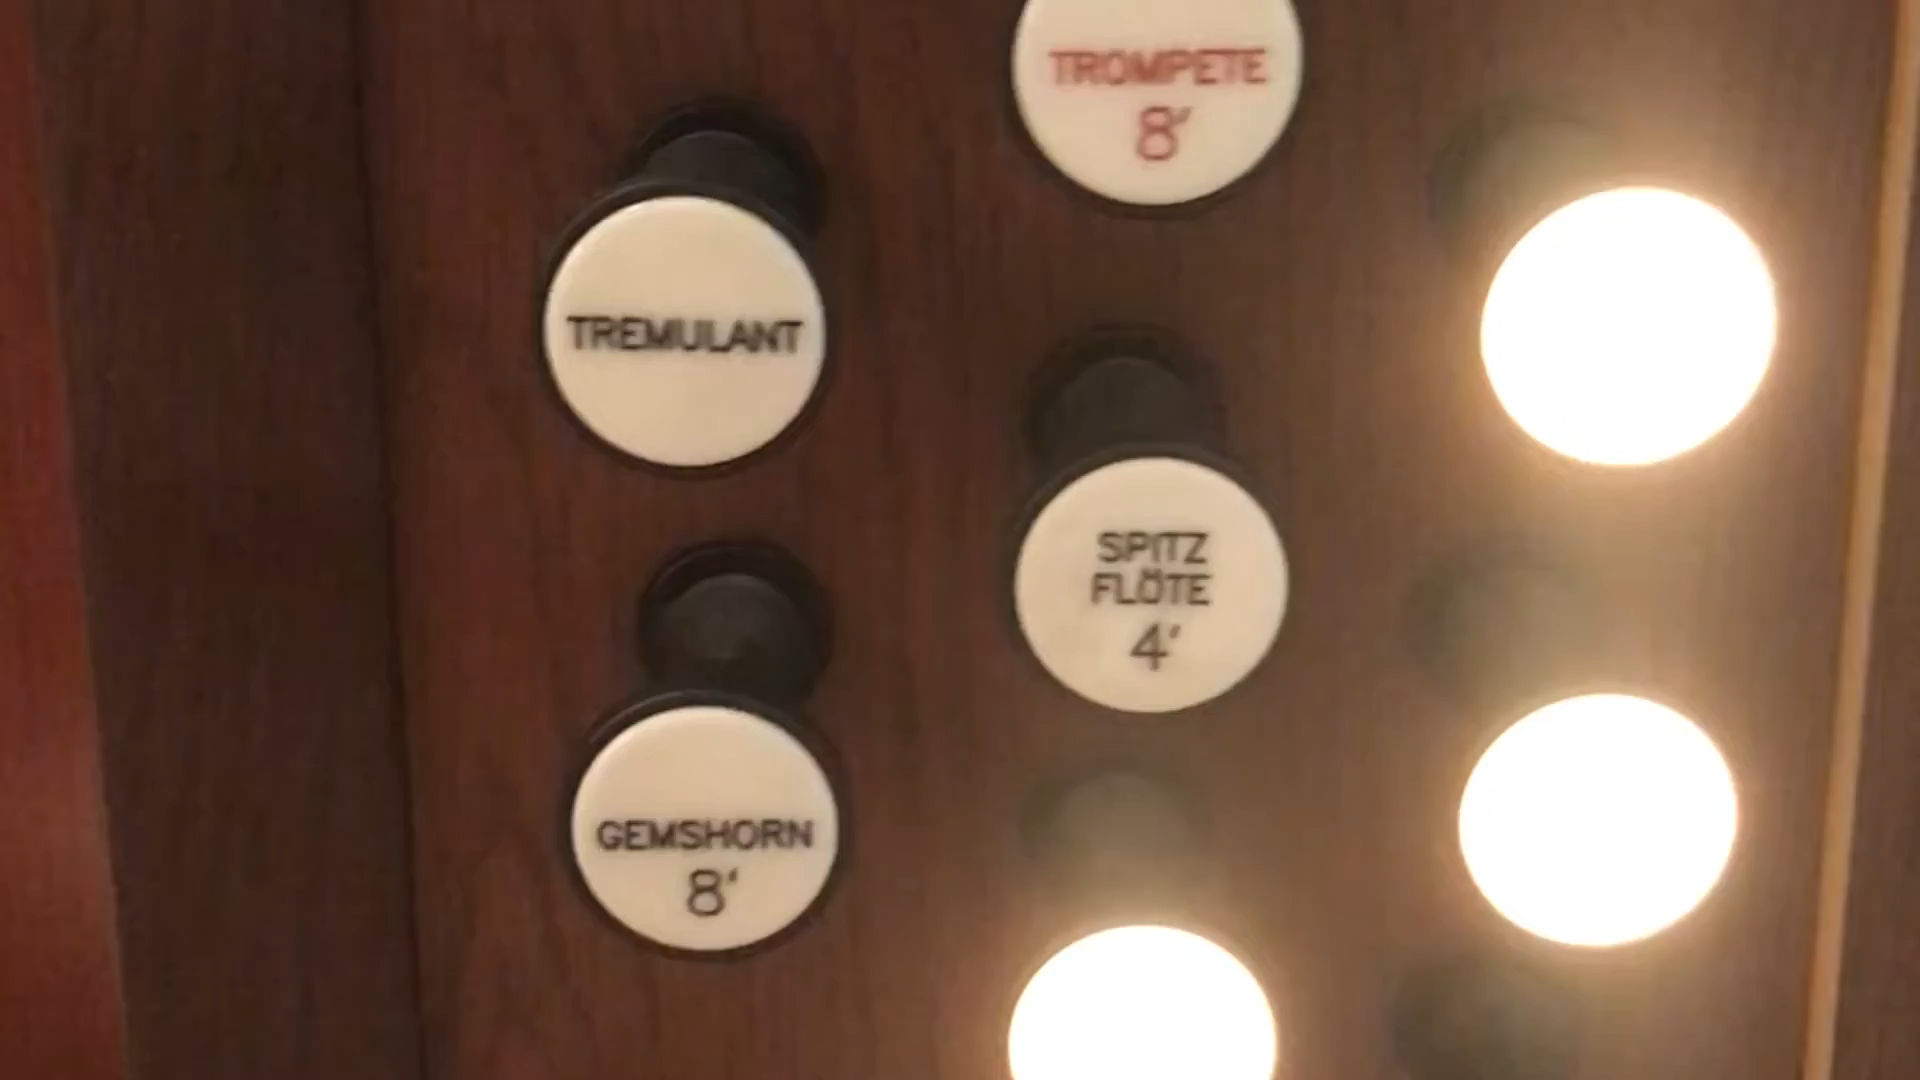 TROMPETE
8'
TREMULANT
SPITZ
FLÖTE
4'
GEMSHORN
8'